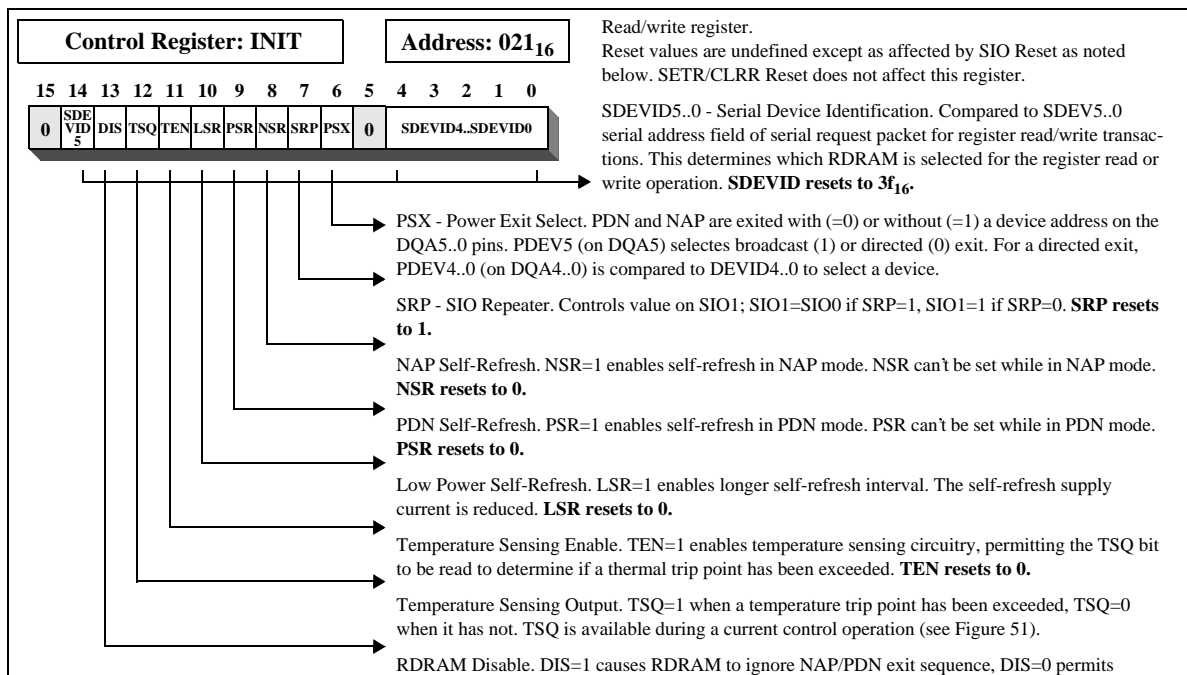 Control Register: INIT
Address: 021₁₆
15 14 13 12 11 10 9 8 7 6 5 4 3 2 1 0
0 SDEVID5 DIS TSQ TEN LSR PSR NSR SRP PSX 0 SDEVID4..SDEVID0
Read/write register.
Reset values are undefined except as affected by SIO Reset as noted
below. SETR/CLRR Reset does not affect this register.
SDEVID5..0 - Serial Device Identification. Compared to SDEV5..0
serial address field of serial request packet for register read/write transac-
tions. This determines which RDRAM is selected for the register read or
write operation. SDEVID resets to 3f₁₆.
PSX - Power Exit Select. PDN and NAP are exited with (=0) or without (=1) a device address on the
DQA5..0 pins. PDEV5 (on DQA5) selectes broadcast (1) or directed (0) exit. For a directed exit,
PDEV4..0 (on DQA4..0) is compared to DEVID4..0 to select a device.
SRP - SIO Repeater. Controls value on SIO1; SIO1=SIO0 if SRP=1, SIO1=1 if SRP=0. SRP resets
to 1.
NAP Self-Refresh. NSR=1 enables self-refresh in NAP mode. NSR can't be set while in NAP mode.
NSR resets to 0.
PDN Self-Refresh. PSR=1 enables self-refresh in PDN mode. PSR can't be set while in PDN mode.
PSR resets to 0.
Low Power Self-Refresh. LSR=1 enables longer self-refresh interval. The self-refresh supply
current is reduced. LSR resets to 0.
Temperature Sensing Enable. TEN=1 enables temperature sensing circuitry, permitting the TSQ bit
to be read to determine if a thermal trip point has been exceeded. TEN resets to 0.
Temperature Sensing Output. TSQ=1 when a temperature trip point has been exceeded, TSQ=0
when it has not. TSQ is available during a current control operation (see Figure 51).
RDRAM Disable. DIS=1 causes RDRAM to ignore NAP/PDN exit sequence, DIS=0 permits